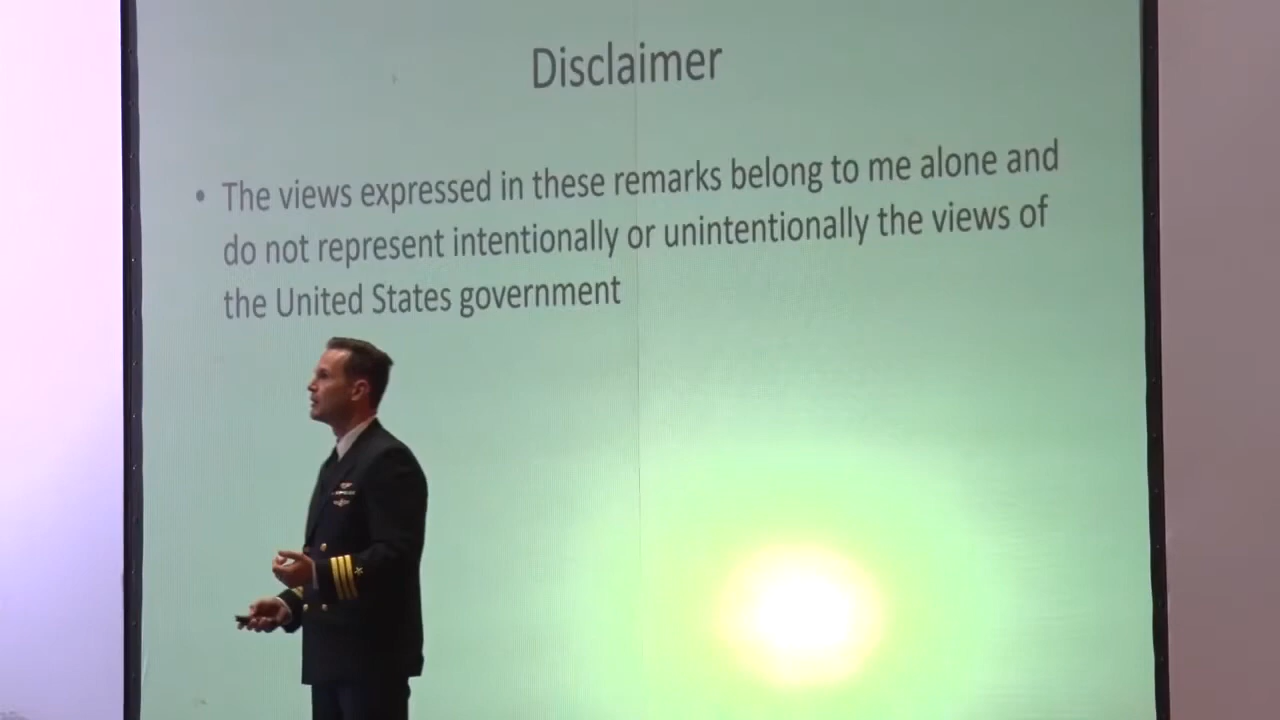 Disclaimer
• The views expressed in these remarks belong to me alone and
do not represent intentionally or unintentionally the views of
the United States government